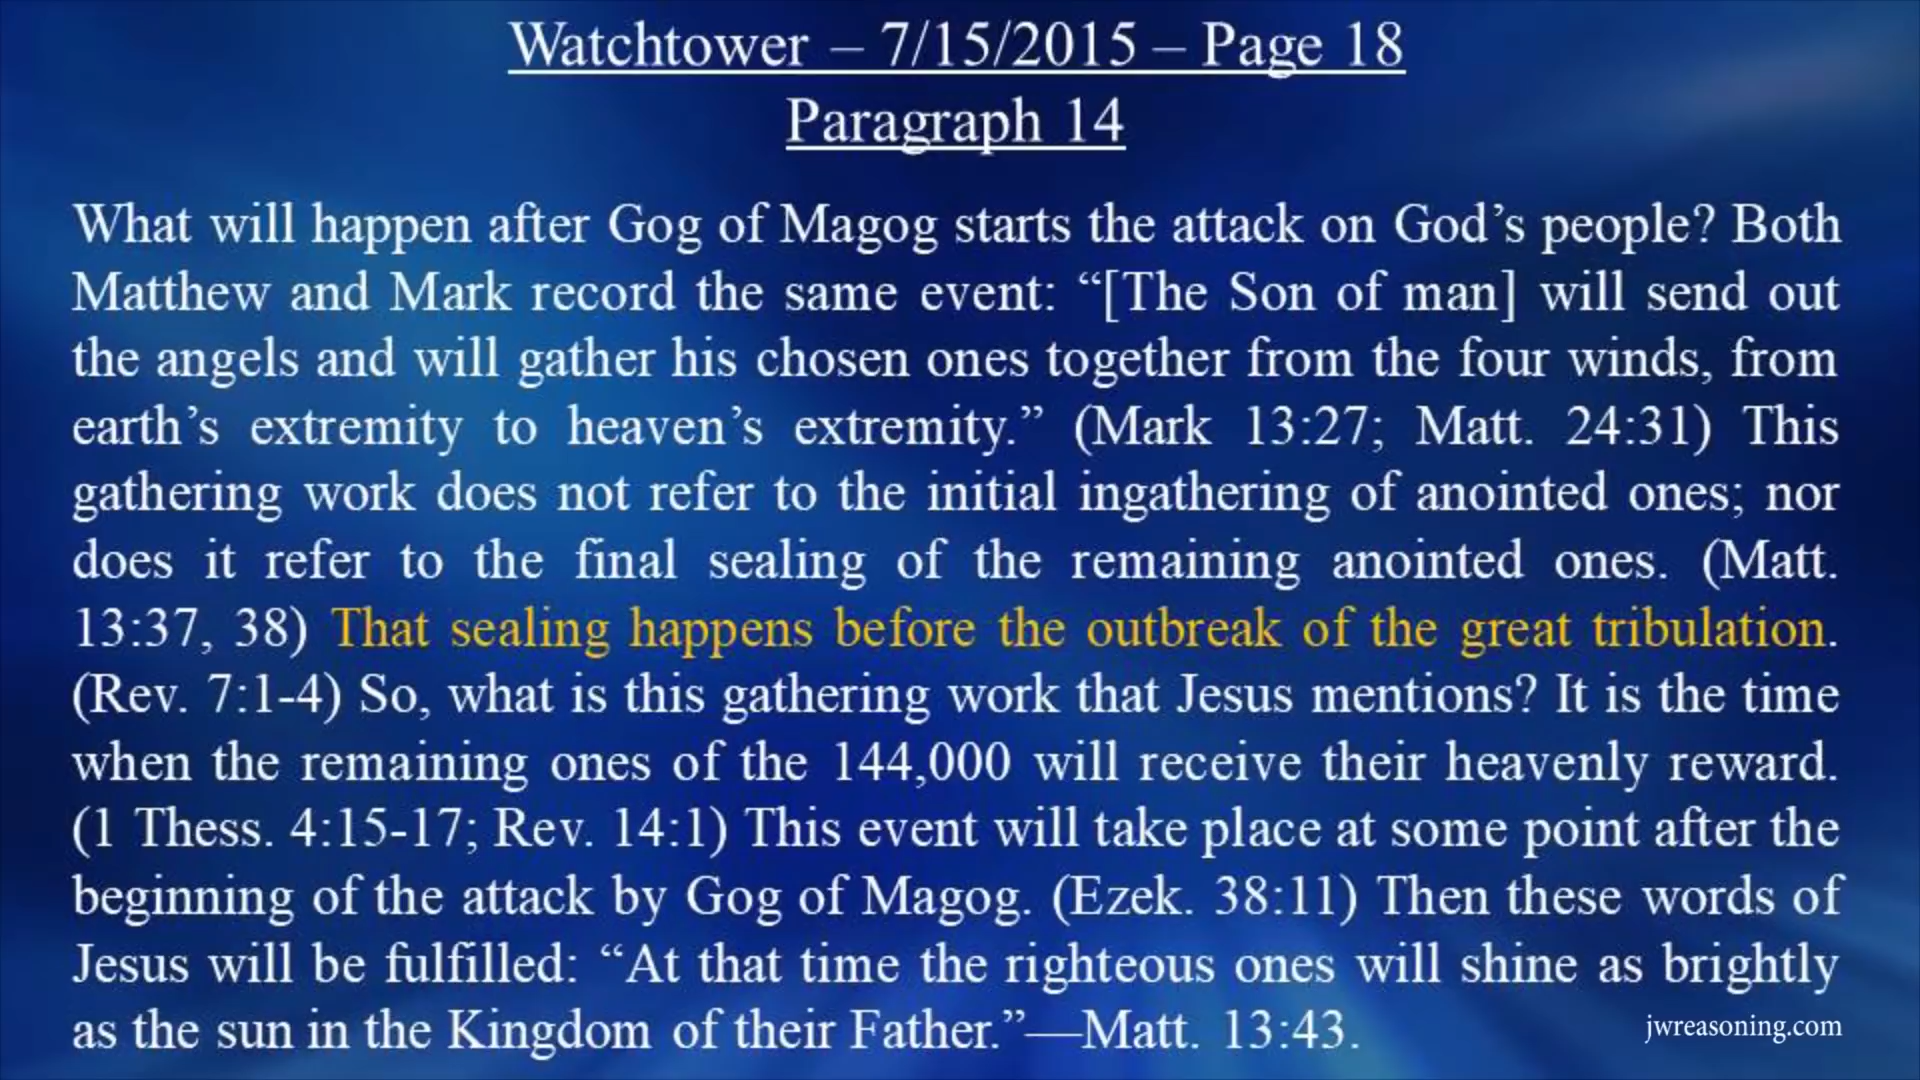 Watchtower – 7/15/2015 – Page 18
Paragraph 14
What will happen after Gog of Magog starts the attack on God’s people? Both
Matthew and Mark record the same event: “[The Son of man] will send out
the angels and will gather his chosen ones together from the four winds, from
earth’s extremity to heaven’s extremity.” (Mark 13:27; Matt. 24:31) This
gathering work does not refer to the initial ingathering of anointed ones; nor
does it refer to the final sealing of the remaining anointed ones. (Matt.
13:37, 38) That sealing happens before the outbreak of the great tribulation.
(Rev. 7:1-4) So, what is this gathering work that Jesus mentions? It is the time
when the remaining ones of the 144,000 will receive their heavenly reward.
(1 Thess. 4:15-17; Rev. 14:1) This event will take place at some point after the
beginning of the attack by Gog of Magog. (Ezek. 38:11) Then these words of
Jesus will be fulfilled: “At that time the righteous ones will shine as brightly
as the sun in the Kingdom of their Father.”—Matt. 13:43.
jwreasoning.com